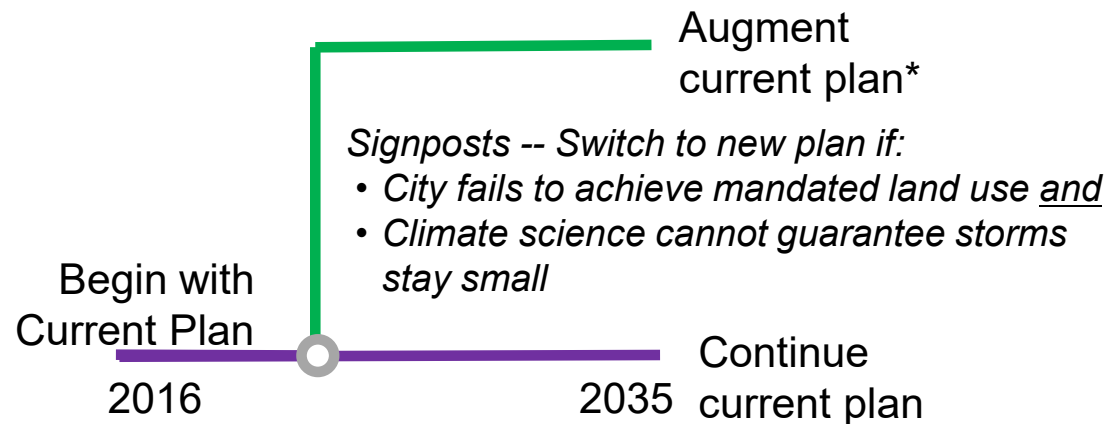 Augment
current plan*
Signposts -- Switch to new plan if:
• City fails to achieve mandated land use and
• Climate science cannot guarantee storms
stay small
Begin with
Current Plan
2016
2035
Continue
current plan